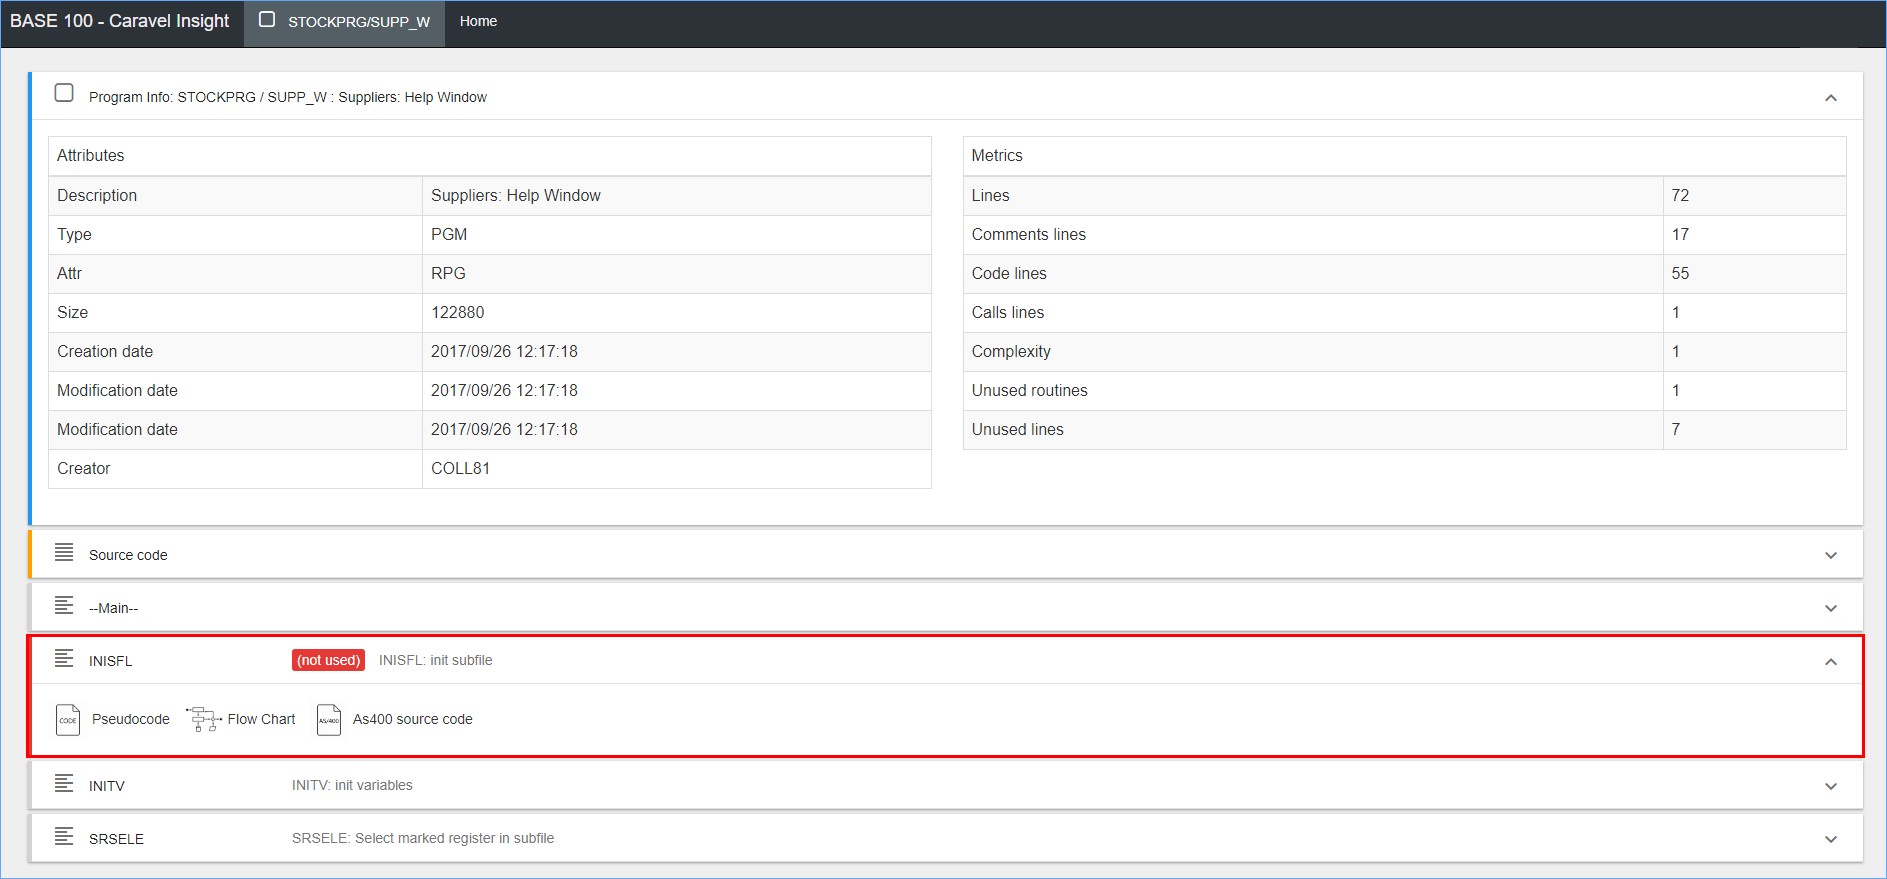 BASE 100 - Caravel Insight STOCKPRG/SUPP_W Home
Program Info: STOCKPRG / SUPP_W : Suppliers: Help Window
Attributes
Description Suppliers: Help Window
Type PGM
Attr RPG
Size 122880
Creation date 2017/09/26 12:17:18
Modification date 2017/09/26 12:17:18
Modification date 2017/09/26 12:17:18
Creator COLL81
Metrics
Lines 72
Comments lines 17
Code lines 55
Calls lines 1
Complexity 1
Unused routines 1
Unused lines 7
Source code
--Main--
INISFL (not used) INISFL: init subfile
CODE Pseudocode Flow Chart AS/400 As400 source code
INITV INITV: init variables
SRSELE SRSELE: Select marked register in subfile